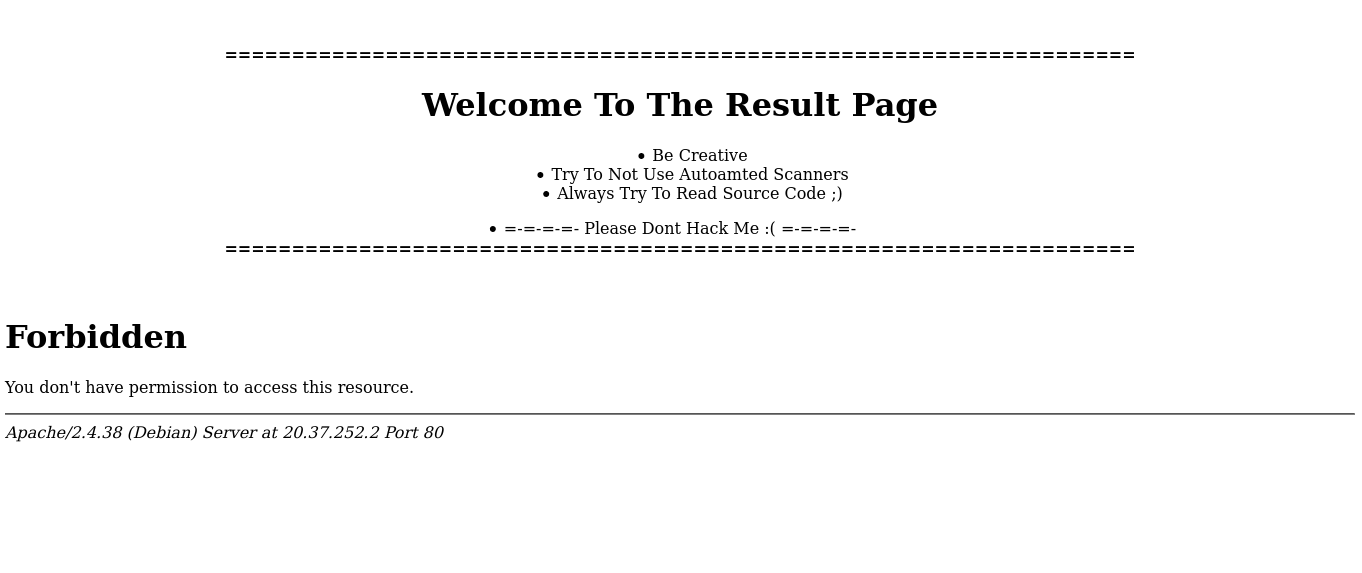 ====================================================================
Welcome To The Result Page
• Be Creative
• Try To Not Use Autoamted Scanners
• Always Try To Read Source Code ;)
• =-=-=-=- Please Dont Hack Me :( =-=-=-=-
====================================================================
Forbidden
You don't have permission to access this resource.
Apache/2.4.38 (Debian) Server at 20.37.252.2 Port 80